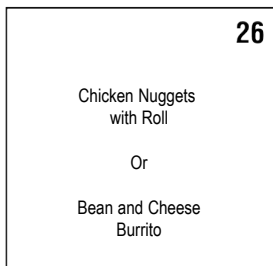 26
Chicken Nuggets
with Roll
Or
Bean and Cheese
Burrito